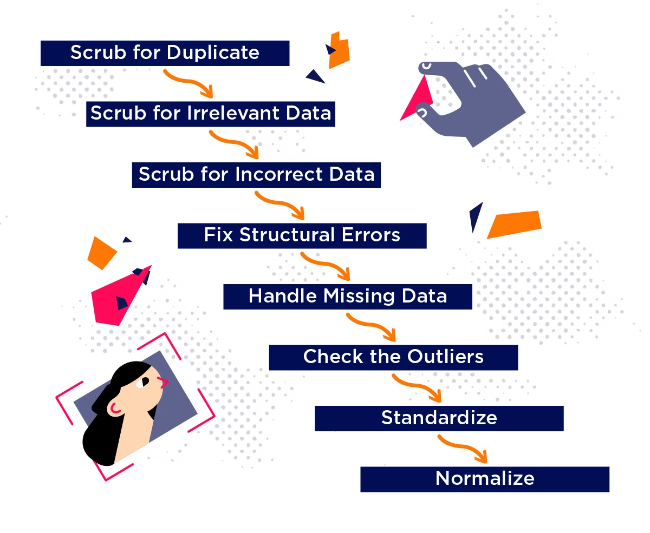 Scrub for Duplicate
Scrub for Irrelevant Data
Scrub for Incorrect Data
Fix Structural Errors
Handle Missing Data
Check the Outliers
Standardize
Normalize